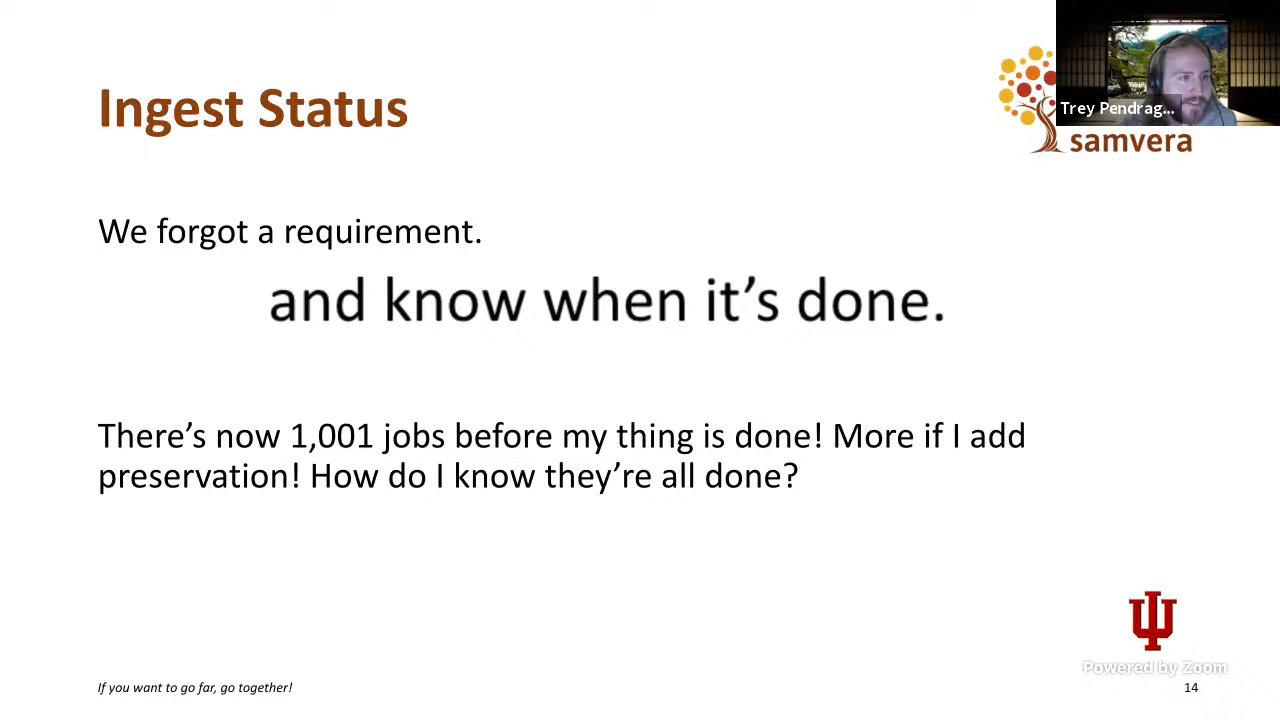 Ingest Status
Trey Pendrag...
samvera
We forgot a requirement.
and know when it’s done.
There’s now 1,001 jobs before my thing is done! More if I add
preservation! How do I know they’re all done?
Powered by Zoom
If you want to go far, go together!
14